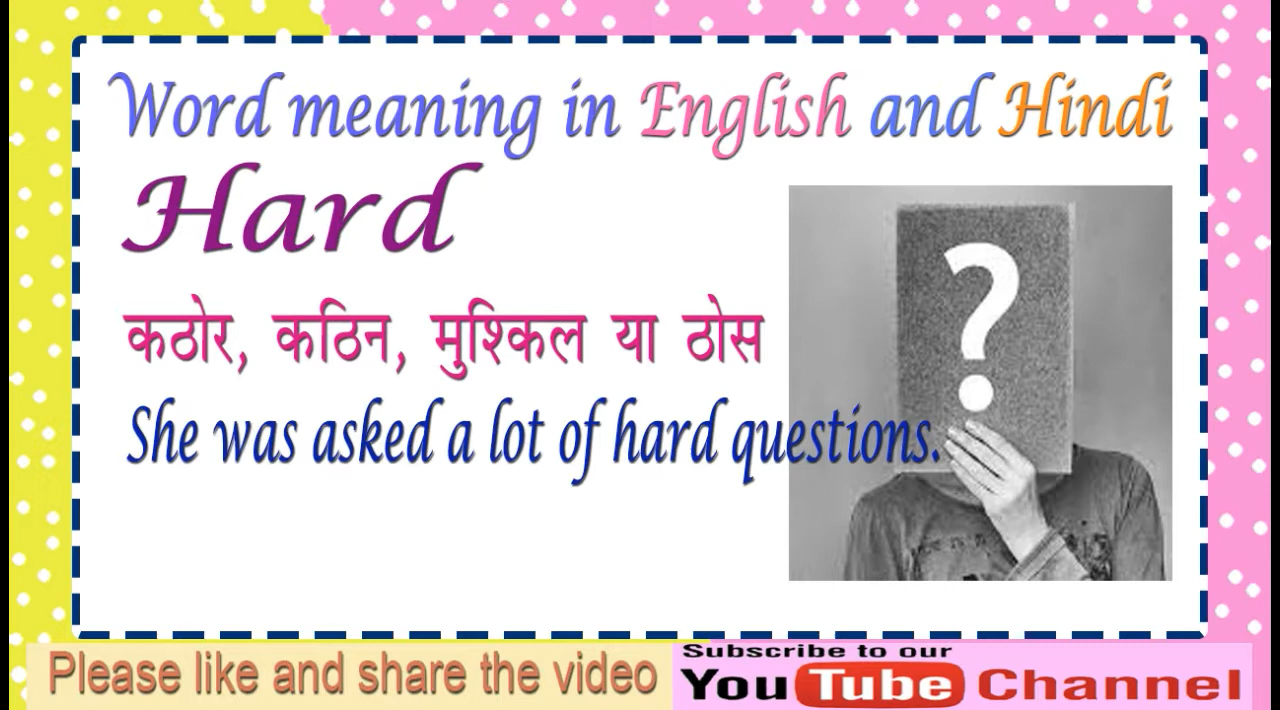 Word meaning in English and Hindi
Hard
कठोर, कठिन, मुश्किल या ठोस
She was asked a lot of hard questions.
?
Please like and share the video
Subscribe to our
YouTube Channel